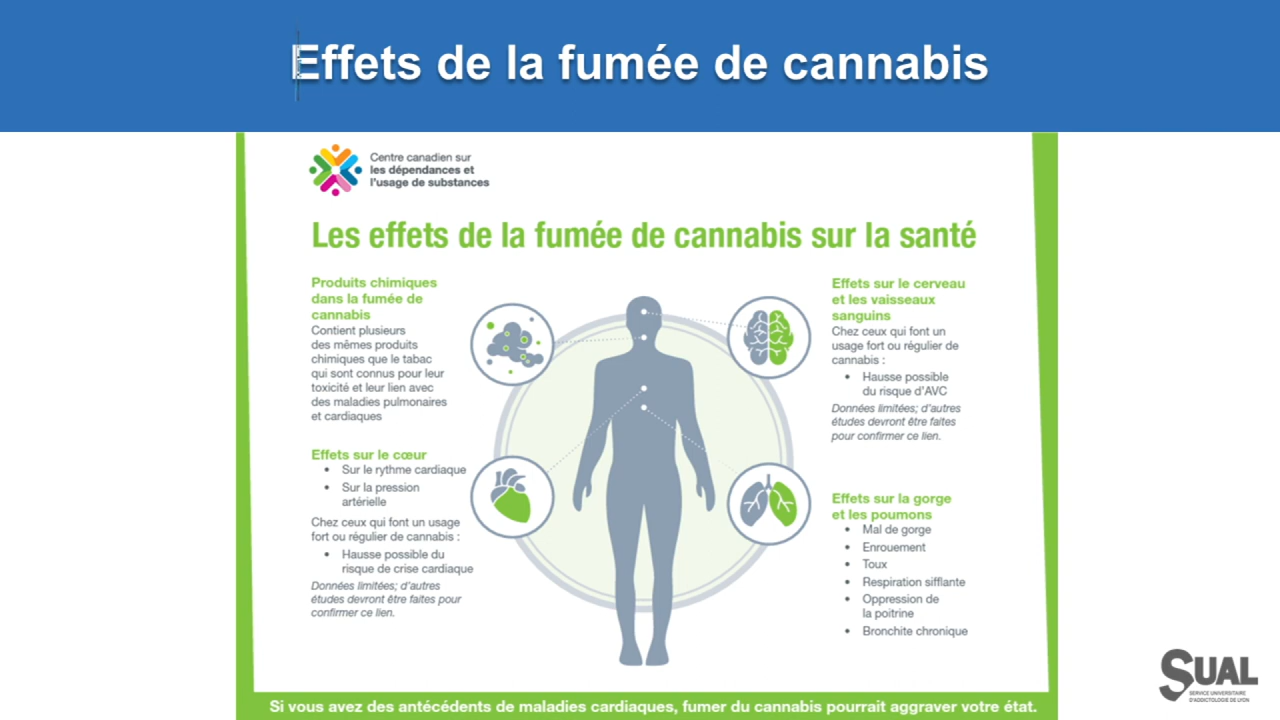 Effets de la fumée de cannabis
Centre canadien sur
les dépendances et
l'usage de substances
Les effets de la fumée de cannabis sur la santé
Produits chimiques
dans la fumée de
cannabis
Contient plusieurs
des mêmes produits
chimiques que le tabac
qui sont connus pour leur
toxicité et leur lien avec
des maladies pulmonaires
et cardiaques
Effets sur le cœur
• Sur le rythme cardiaque
• Sur la pression
artérielle
Chez ceux qui font un usage
fort ou régulier de cannabis :
• Hausse possible du
risque de crise cardiaque
Données limitées; d'autres
études devront être faites pour
confirmer ce lien.
Effets sur le cerveau
et les vaisseaux
sanguins
Chez ceux qui font un
usage fort ou régulier de
cannabis :
• Hausse possible
du risque d'AVC
Données limitées; d'autres
études devront être faites
pour confirmer ce lien.
Effets sur la gorge
et les poumons
• Mal de gorge
• Enrouement
• Toux
• Respiration sifflante
• Oppression de
la poitrine
• Bronchite chronique
Si vous avez des antécédents de maladies cardiaques, fumer du cannabis pourrait aggraver votre état.
SUAL
SERVICE UNIVERSITAIRE
D'ADDICTOLOGIE DE LYON